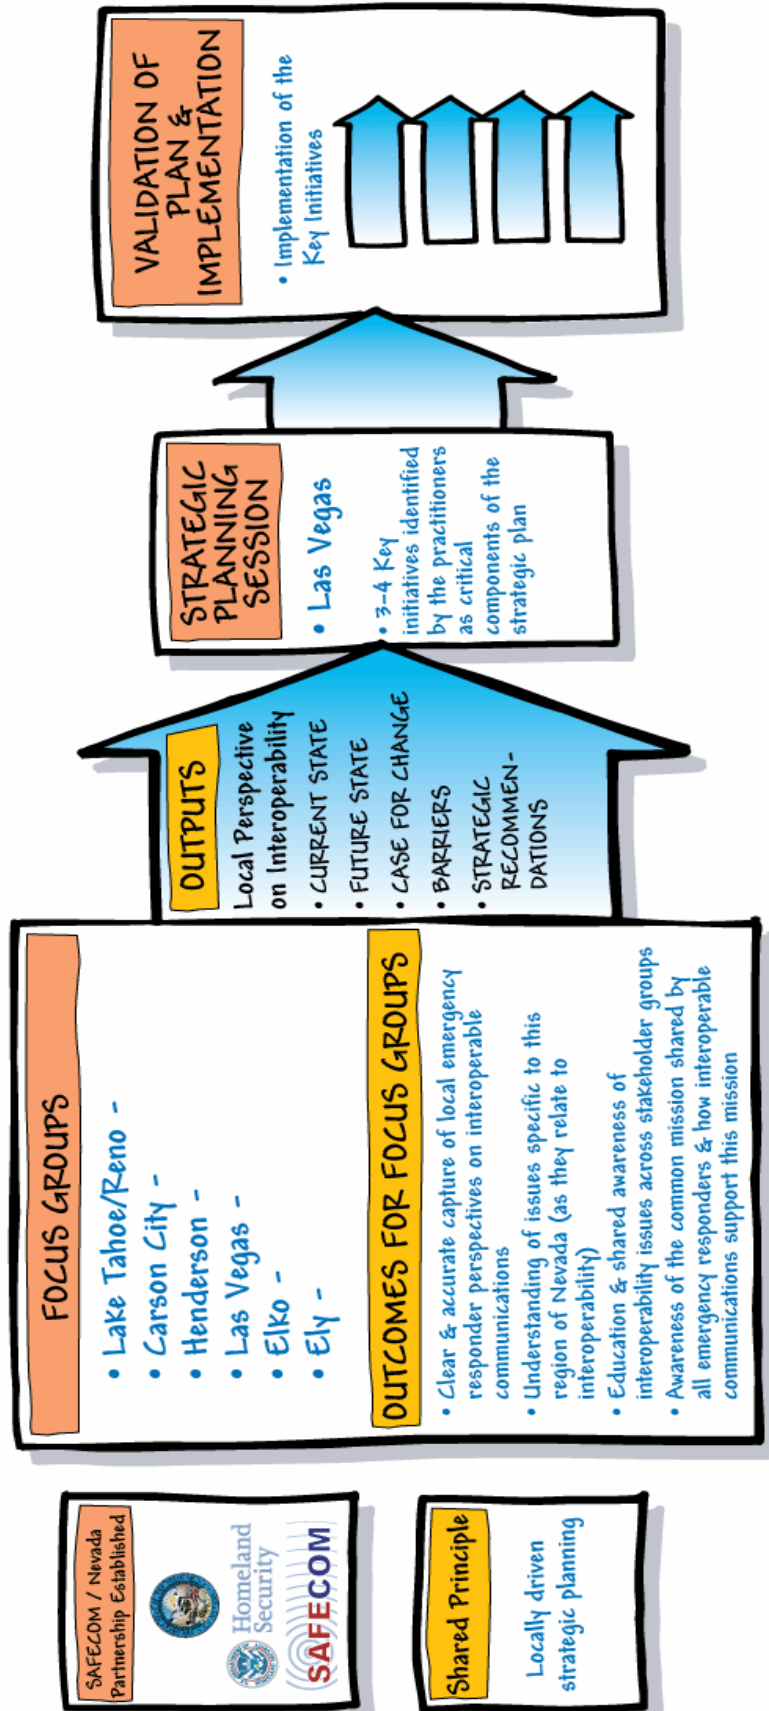 SAFECOM / Nevada
Partnership Established
Homeland
Security
SAFECOM
Shared Principle
Locally driven
strategic planning
FOCUS GROUPS
• Lake Tahoe/Reno -
• Carson City -
• Henderson -
• Las Vegas -
• Elko -
• Ely -
OUTCOMES FOR FOCUS GROUPS
• Clear & accurate capture of local emergency
responder perspectives on interoperable
communications
• Understanding of issues specific to this
region of Nevada (as they relate to
interoperability)
• Education & shared awareness of
interoperability issues across stakeholder groups
• Awareness of the common mission shared by
all emergency responders & how interoperable
communications support this mission
OUTPUTS
Local Perspective
on Interoperability
• CURRENT STATE
• FUTURE STATE
• CASE FOR CHANGE
• BARRIERS
• STRATEGIC
RECOMMEN-
DATIONS
STRATEGIC
PLANNING
SESSION
• Las Vegas
• 3-4 Key
initiatives identified
by the practitioners
as critical
components of the
strategic plan
VALIDATION OF
PLAN &
IMPLEMENTATION
• Implementation of the
Key Initiatives